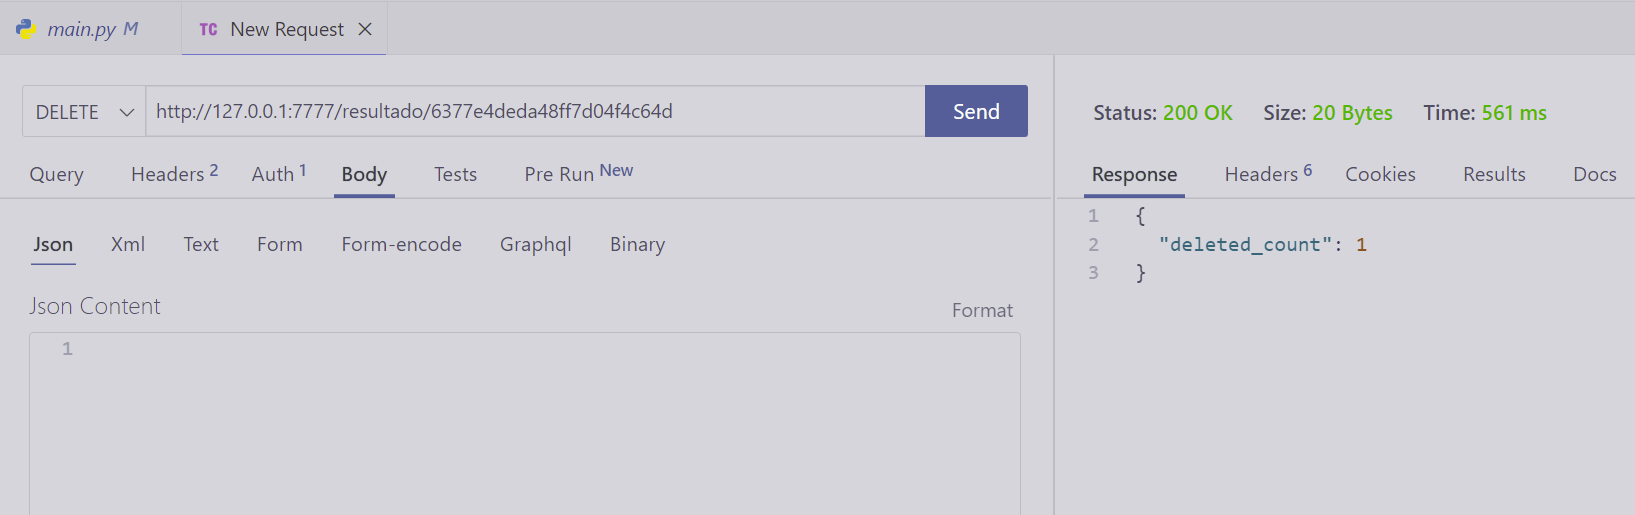 main.py M
TC New Request
DELETE http://127.0.0.1:7777/resultado/6377e4deda48ff7d04f4c64d Send
Query Headers 2 Auth 1 Body Tests Pre Run New
Json Xml Text Form Form-encode Graphql Binary
Json Content
Format
1
Status: 200 OK Size: 20 Bytes Time: 561 ms
Response Headers 6 Cookies Results Docs
1 {
2 "deleted_count": 1
3 }